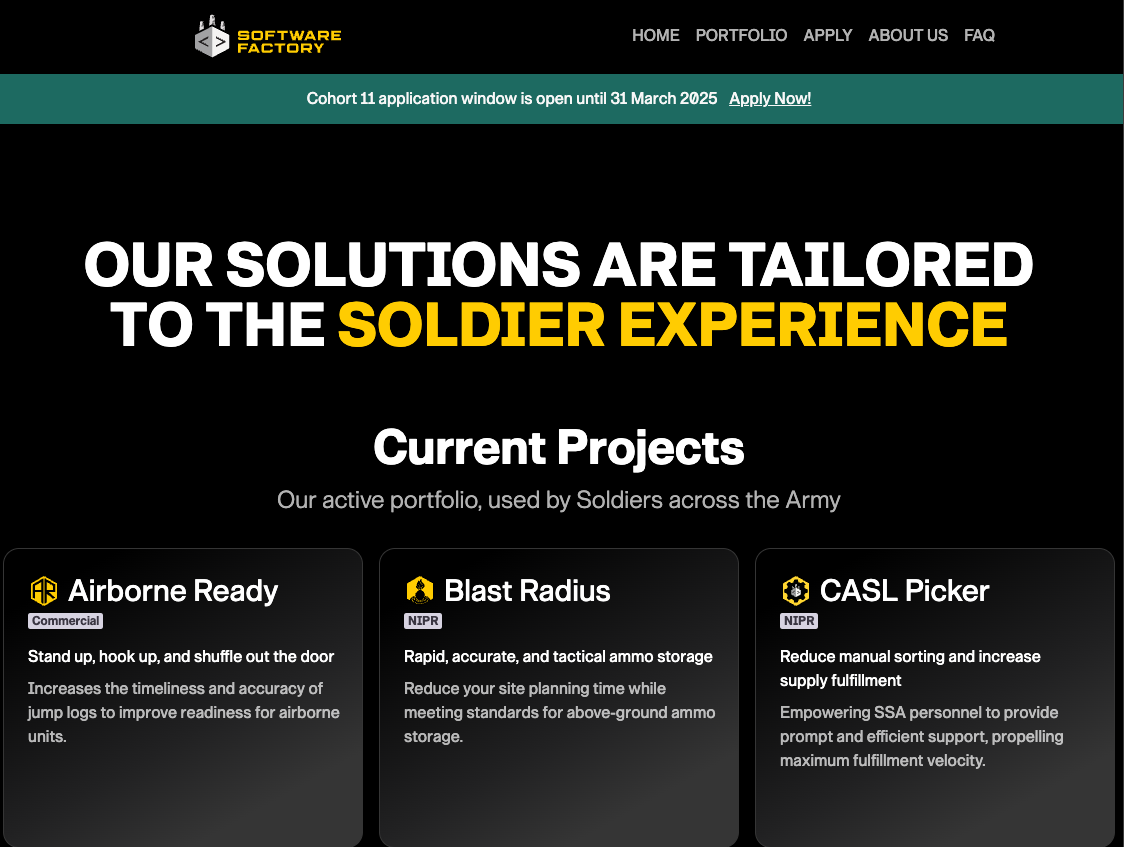 SOFTWARE
FACTORY
HOME PORTFOLIO APPLY ABOUT US FAQ
Cohort 11 application window is open until 31 March 2025 Apply Now!
OUR SOLUTIONS ARE TAILORED
TO THE SOLDIER EXPERIENCE
Current Projects
Our active portfolio, used by Soldiers across the Army
Airborne Ready
Commercial
Stand up, hook up, and shuffle out the door
Increases the timeliness and accuracy of
jump logs to improve readiness for airborne
units.
Blast Radius
NIPR
Rapid, accurate, and tactical ammo storage
Reduce your site planning time while
meeting standards for above-ground ammo
storage.
CASL Picker
NIPR
Reduce manual sorting and increase
supply fulfillment
Empowering SSA personnel to provide
prompt and efficient support, propelling
maximum fulfillment velocity.